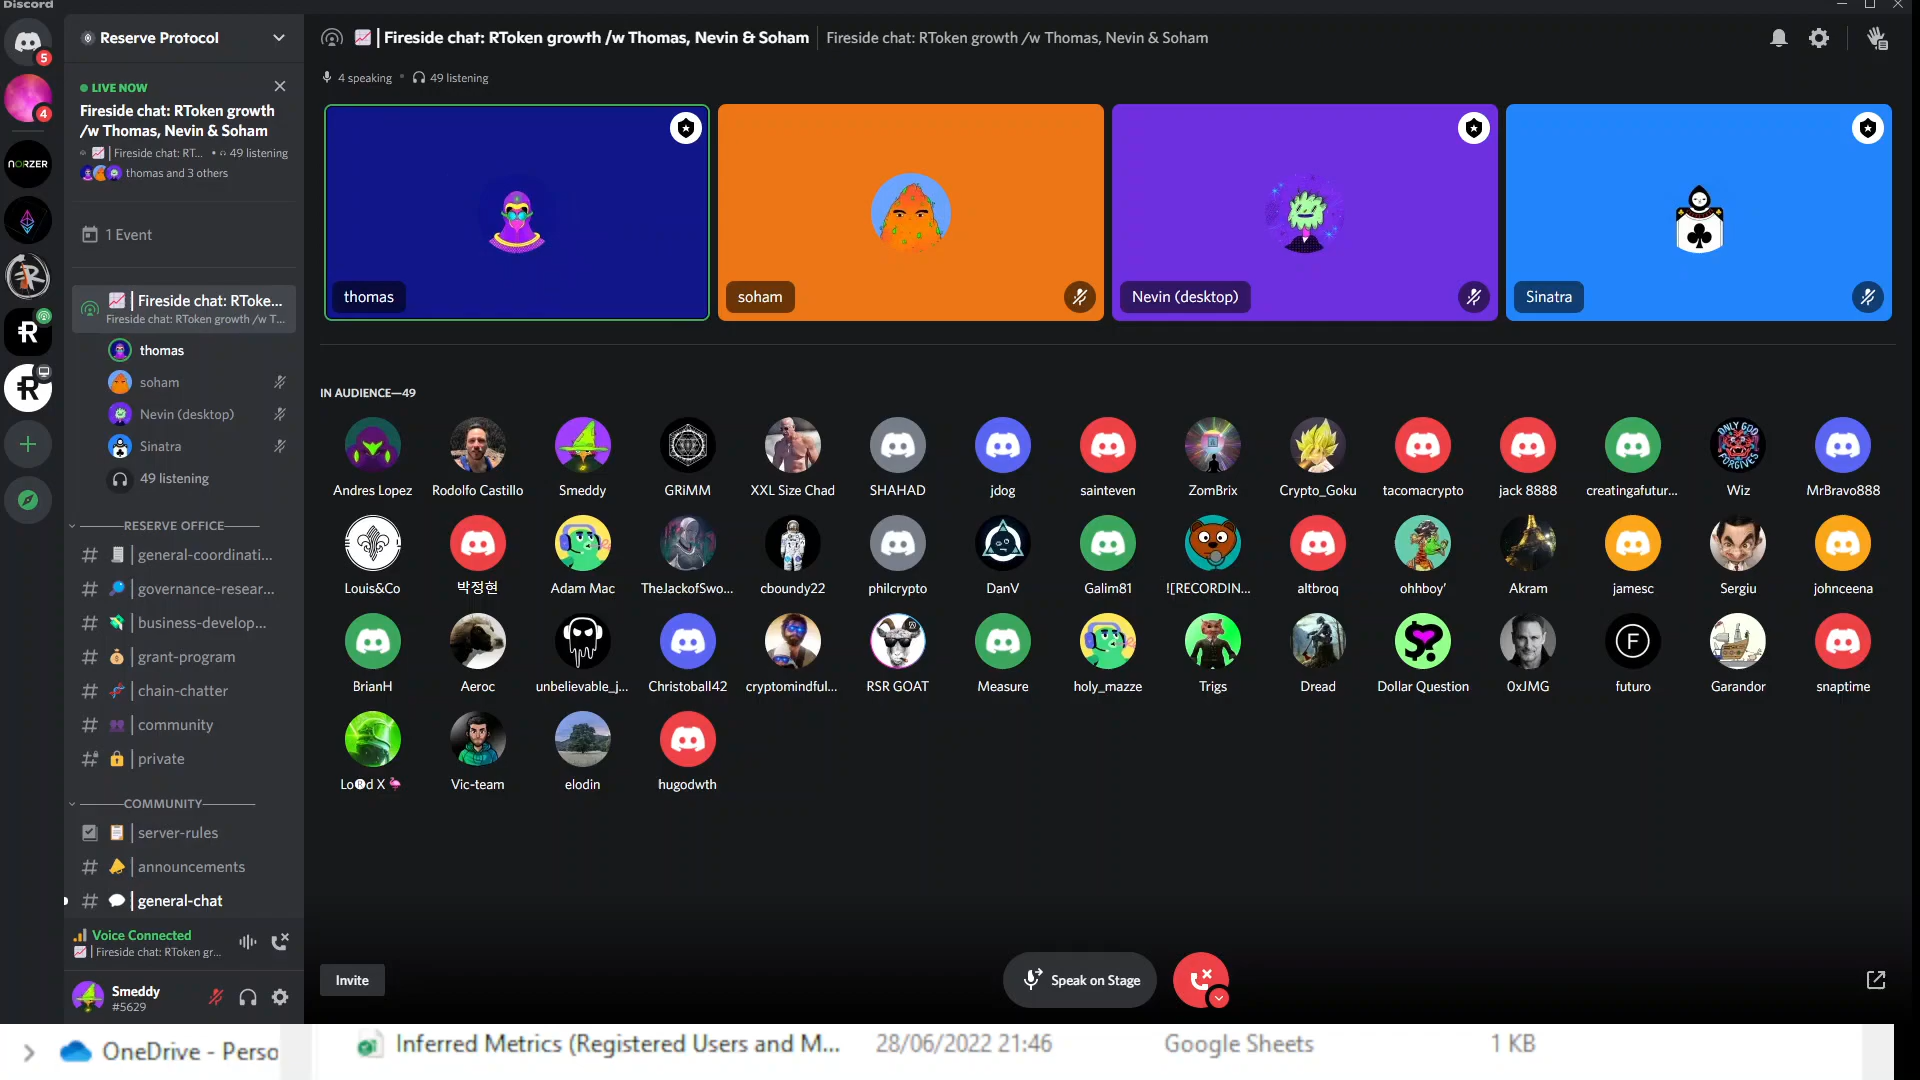 Discord
Reserve Protocol
5
4
NORZER
LIVE NOW
Fireside chat: RToken growth
/w Thomas, Nevin & Soham
| Fireside chat: RT... • 49 listening
thomas and 3 others
1 Event
| Fireside chat: RToke...
Fireside chat: RToken growth /w T...
thomas
soham
Nevin (desktop)
Sinatra
49 listening
RESERVE OFFICE
general-coordinati...
governance-resear...
business-develop...
grant-program
chain-chatter
community
private
COMMUNITY
server-rules
announcements
general-chat
Voice Connected
| Fireside chat: RToken gr...
Smeddy
#5629
| Fireside chat: RToken growth /w Thomas, Nevin & Soham
Fireside chat: RToken growth /w Thomas, Nevin & Soham
4 speaking • 49 listening
thomas
soham
Nevin (desktop)
Sinatra
IN AUDIENCE—49
Andres Lopez Rodolfo Castillo Smeddy GRiMM XXL Size Chad SHAHAD jdog sainteven ZomBrix Crypto_Goku tacomacrypto jack 8888 creatingafutur... Wiz MrBravo888
ONLY GOD FORGIVES
Louis&Co 박정현 Adam Mac TheJackofSwo... cboundy22 philcrypto DanV Galim81 ![RECORDIN... altbroq ohhboy’ Akram jamesc Sergiu johnceena
BrianH Aeroc unbelievable_j... Christoball42 cryptomindful... RSR GOAT Measure holy_mazze Trigs Dread Dollar Question 0xJMG futuro Garandor snaptime
F
Lo®d X Vic-team elodin hugodwth
Invite
Speak on Stage
OneDrive - Perso
Inferred Metrics (Registered Users and M... 28/06/2022 21:46 Google Sheets 1 KB